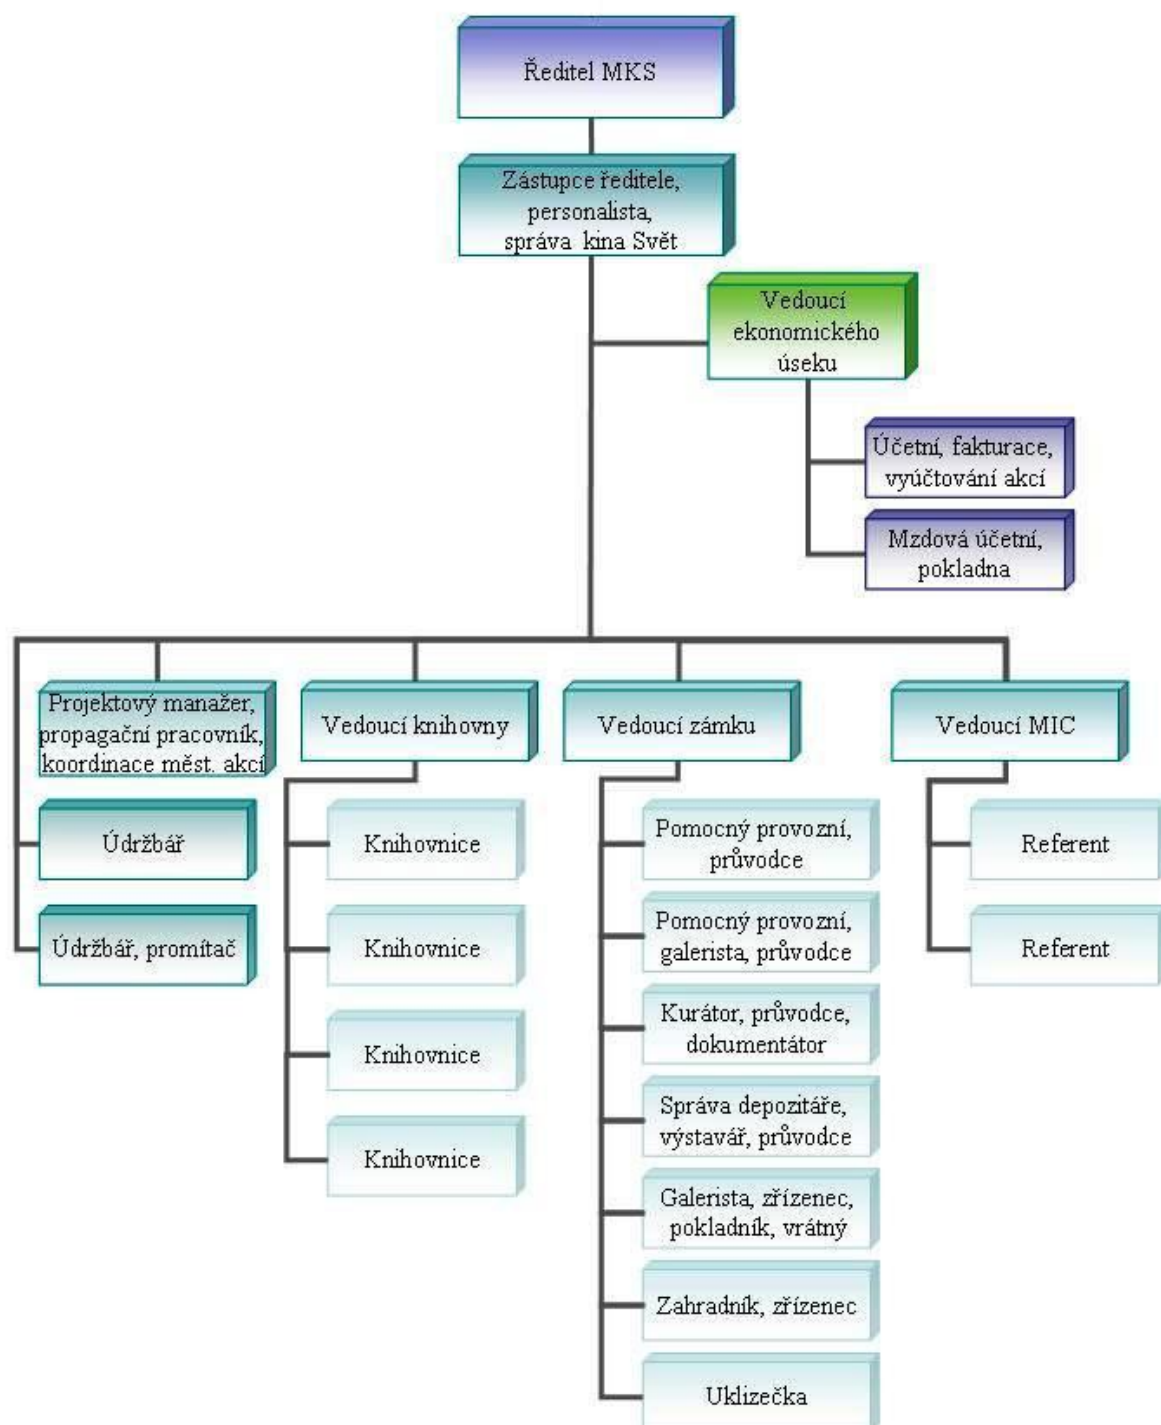 Ředitel MKS
Zástupce ředitele,
personalista,
správa kina Svět
Vedoucí
ekonomického
úseku
Účetní, fakturace,
vyúčtování akcí
Mzdová účetní,
pokladna
Projektový manažer,
propagační pracovník,
koordinace měst. akcí
Vedoucí knihovny
Vedoucí zámku
Vedoucí MIC
Údržbář
Údržbář, promítač
Knihovnice
Knihovnice
Knihovnice
Knihovnice
Pomocný provozní,
průvodce
Pomocný provozní,
galerista, průvodce
Kurátor, průvodce,
dokumentátor
Správa depozitáře,
výstavář, průvodce
Galerista, zřízenec,
pokladník, vrátný
Zahradník, zřízenec
Uklizečka
Referent
Referent